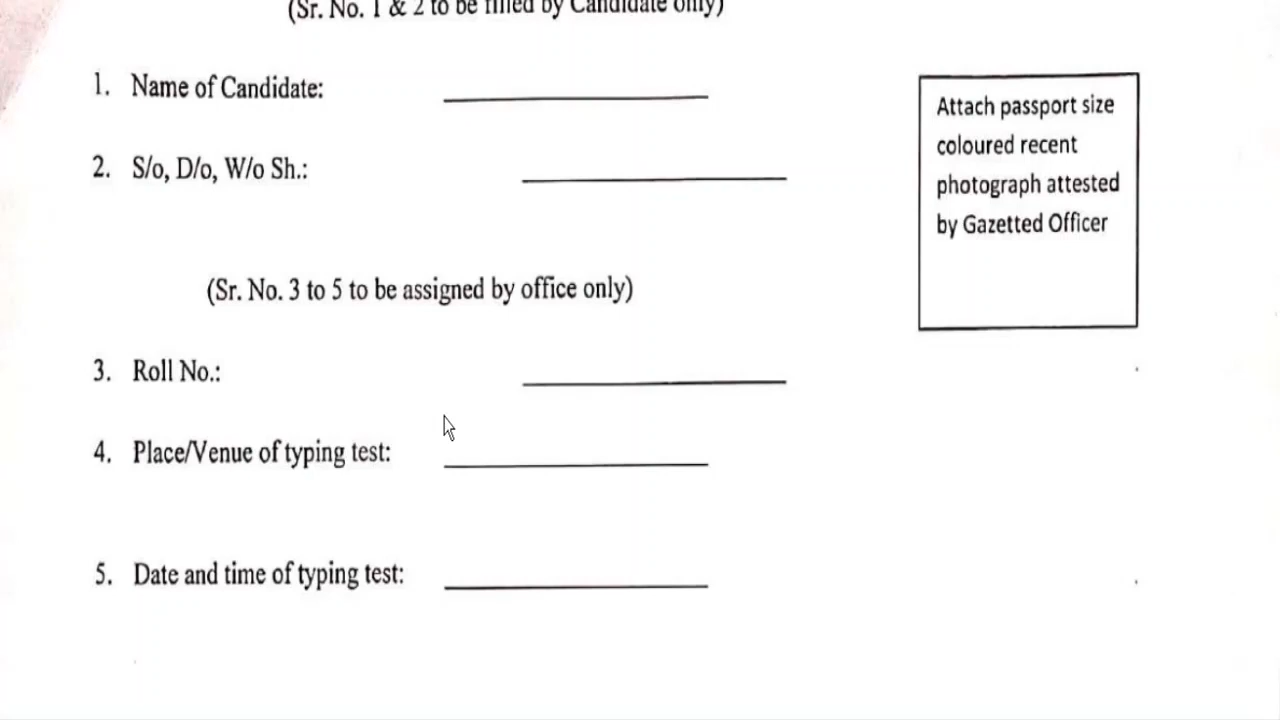 (Sr. No. 1 & 2 to be filled by Candidate only)
1. Name of Candidate:
2. S/o, D/o, W/o Sh.:
Attach passport size
coloured recent
photograph attested
by Gazetted Officer
(Sr. No. 3 to 5 to be assigned by office only)
3. Roll No.:
4. Place/Venue of typing test:
5. Date and time of typing test: